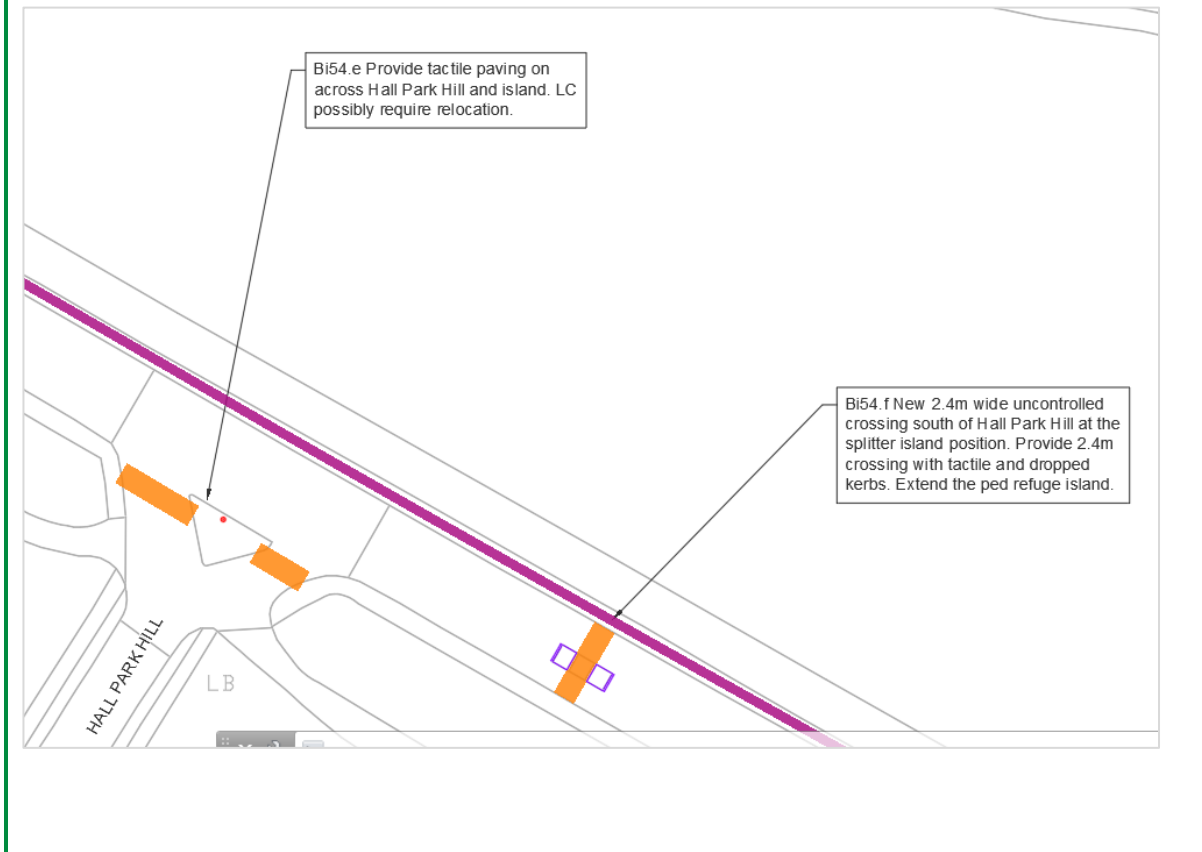 Bi54.e Provide tactile paving on
across Hall Park Hill and island. LC
possibly require relocation.
Bi54.f New 2.4m wide uncontrolled
crossing south of Hall Park Hill at the
splitter island position. Provide 2.4m
crossing with tactile and dropped
kerbs. Extend the ped refuge island.
HALL PARK HILL
LB